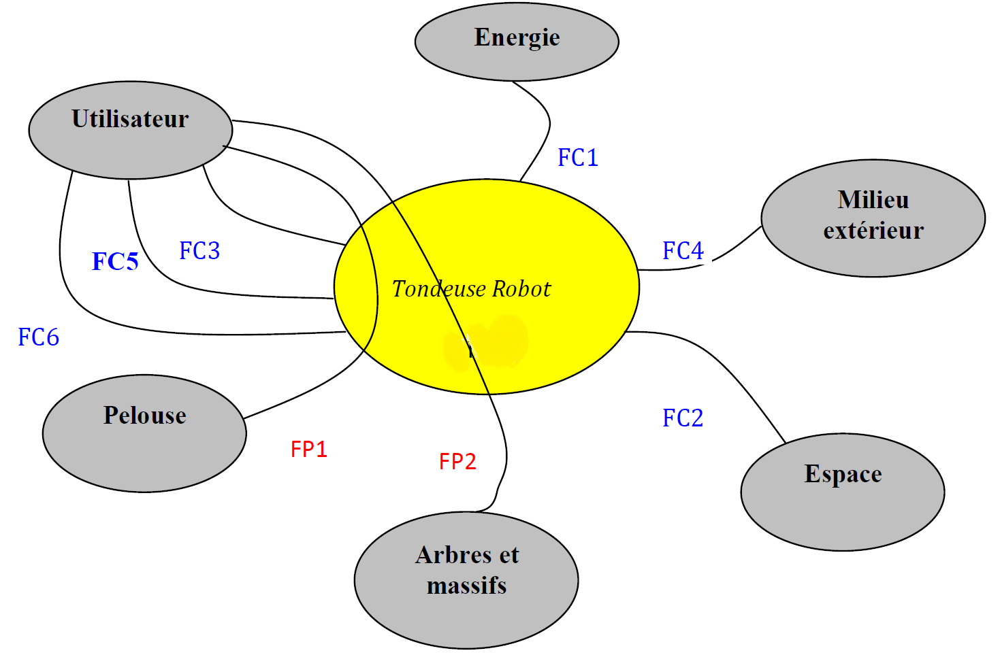 Energie
Utilisateur
FC1
Milieu
extérieur
FC3
FC5
FC4
Tondeuse Robot
FC6
Pelouse
FC2
FP1
FP2
Espace
Arbres et
massifs